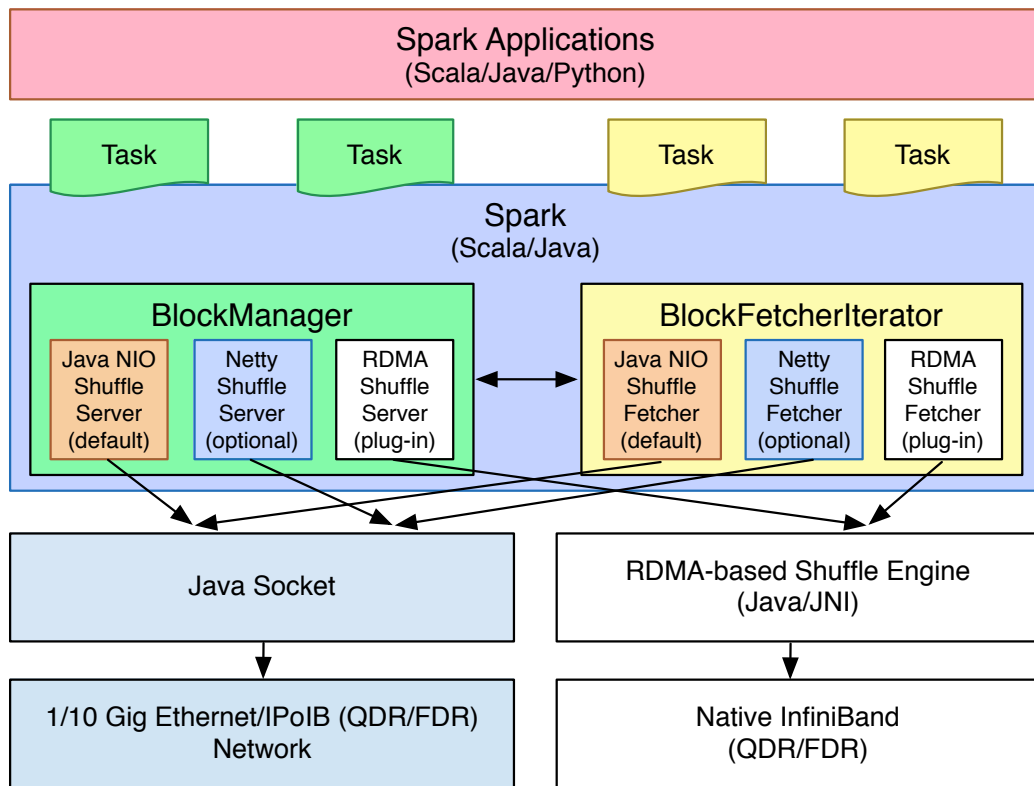 Spark Applications
(Scala/Java/Python)
Task
Task
Task
Task
Spark
(Scala/Java)
BlockManager
Java NIO
Shuffle
Server
(default)
Netty
Shuffle
Server
(optional)
RDMA
Shuffle
Server
(plug-in)
BlockFetcherIterator
Java NIO
Shuffle
Fetcher
(default)
Netty
Shuffle
Fetcher
(optional)
RDMA
Shuffle
Fetcher
(plug-in)
Java Socket
RDMA-based Shuffle Engine
(Java/JNI)
1/10 Gig Ethernet/IPoIB (QDR/FDR)
Network
Native InfiniBand
(QDR/FDR)